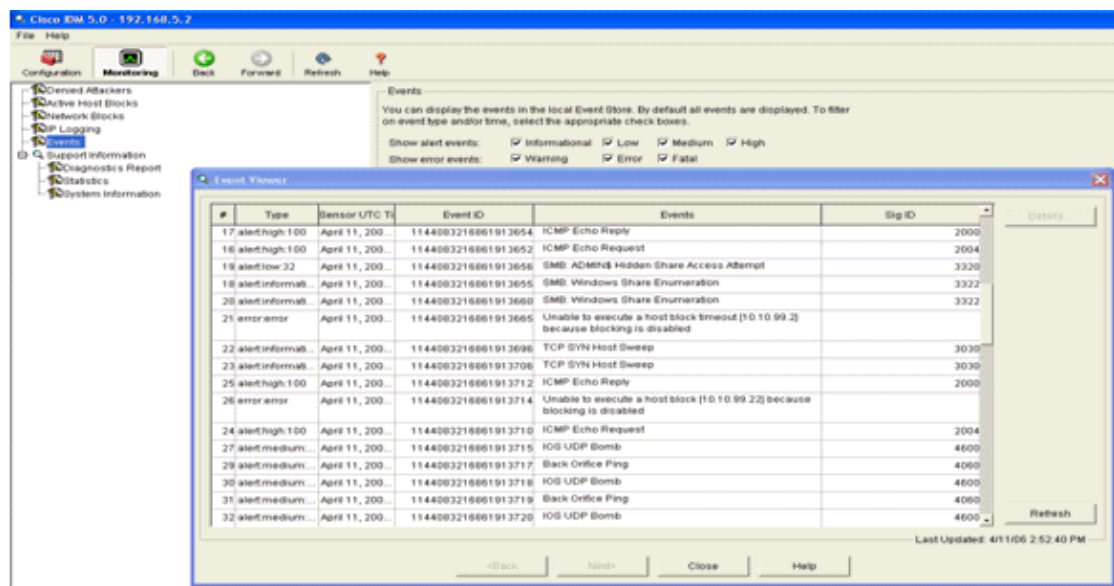 Cisco IDM 5.0 - 192.168.5.2
File Help
Configuration Monitoring Back Forward Refresh Help
Denied Attackers
Active Host Blocks
Network Blocks
IP Logging
Events
Support Information
Diagnostics Report
Statistics
System Information
Events
You can display the events in the local Event Store. By default all events are displayed. To filter
on event type and/or time, select the appropriate check boxes.
Show alert events: Informational Low Medium High
Show error events: Warning Error Fatal
Event Viewer
# Type Sensor UTC Ti Event ID Events Sig ID
17 alert:high:100 April 11, 200... 1144083216861913654 ICMP Echo Reply 2000
16 alert:high:100 April 11, 200... 1144083216861913652 ICMP Echo Request 2004
19 alert:low:32 April 11, 200... 1144083216861913656 SMB: ADMIN$ Hidden Share Access Attempt 3320
18 alert:informati... April 11, 200... 1144083216861913655 SMB: Windows Share Enumeration 3322
20 alert:informati... April 11, 200... 1144083216861913660 SMB: Windows Share Enumeration 3322
21 error:error April 11, 200... 1144083216861913665 Unable to execute a host block timeout [10.10.99.2]
because blocking is disabled
22 alert:informati... April 11, 200... 1144083216861913696 TCP SYN Host Sweep 3030
23 alert:informati... April 11, 200... 1144083216861913706 TCP SYN Host Sweep 3030
25 alert:high:100 April 11, 200... 1144083216861913712 ICMP Echo Reply 2000
26 error:error April 11, 200... 1144083216861913714 Unable to execute a host block [10.10.99.22] because
blocking is disabled
24 alert:high:100 April 11, 200... 1144083216861913710 ICMP Echo Request 2004
27 alert:medium:... April 11, 200... 1144083216861913715 IOS UDP Bomb 4600
29 alert:medium:... April 11, 200... 1144083216861913717 Back Orifice Ping 4060
30 alert:medium:... April 11, 200... 1144083216861913718 IOS UDP Bomb 4600
31 alert:medium:... April 11, 200... 1144083216861913719 Back Orifice Ping 4060
32 alert:medium:... April 11, 200... 1144083216861913720 IOS UDP Bomb 4600
Details...
Refresh
Last Updated: 4/11/06 2:52:40 PM
<Back Next> Close Help